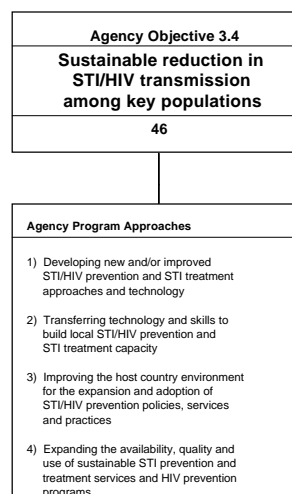 Agency Objective 3.4
Sustainable reduction in
STI/HIV transmission
among key populations
46
Agency Program Approaches
1) Developing new and/or improved
STI/HIV prevention and STI treatment
approaches and technology
2) Transferring technology and skills to
build local STI/HIV prevention and
STI treatment capacity
3) Improving the host country environment
for the expansion and adoption of
STI/HIV prevention policies, services
and practices
4) Expanding the availability, quality and
use of sustainable STI prevention and
treatment services and HIV prevention
programs